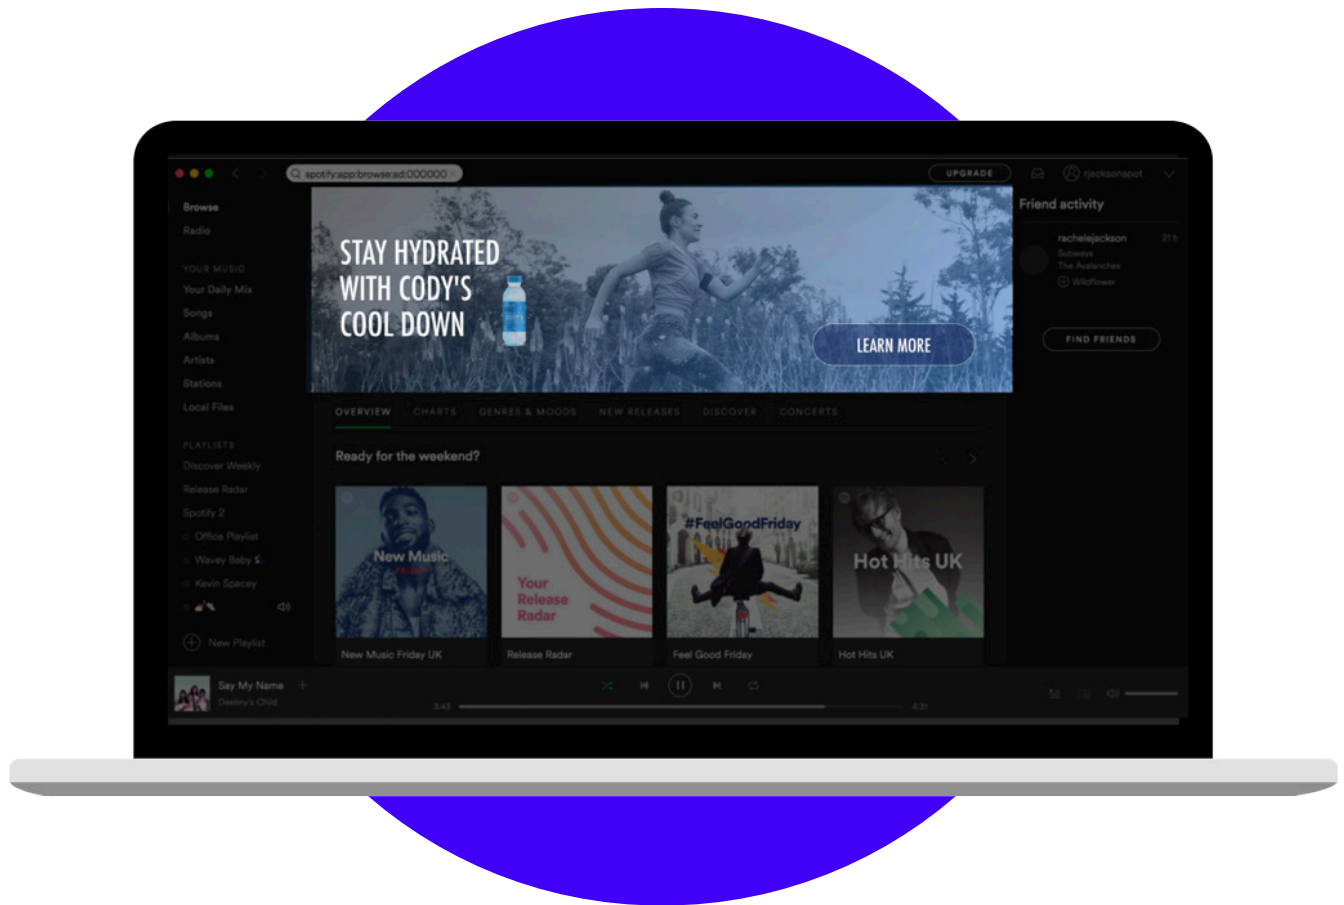 spotify:app:browse:ad:000000
UPGRADE
rjacksonspot
Browse
Radio
YOUR MUSIC
Your Daily Mix
Songs
Albums
Artists
Stations
Local Files
PLAYLISTS
Discover Weekly
Release Radar
Spotify 2
Office Playlist
Wavey Baby
Kevin Spacey
New Playlist
STAY HYDRATED
WITH CODY'S
COOL DOWN
LEARN MORE
Friend activity
rachelejackson 21 h
Subways
The Avalanches
Wildflower
FIND FRIENDS
OVERVIEW CHARTS GENRES & MOODS NEW RELEASES DISCOVER CONCERTS
Ready for the weekend?
New Music
FRIDAY
Your
Release
Radar
#FeelGoodFriday
Hot Hits UK
New Music Friday UK
Release Radar
Feel Good Friday
Hot Hits UK
Say My Name
Destiny's Child
3:43
4:31